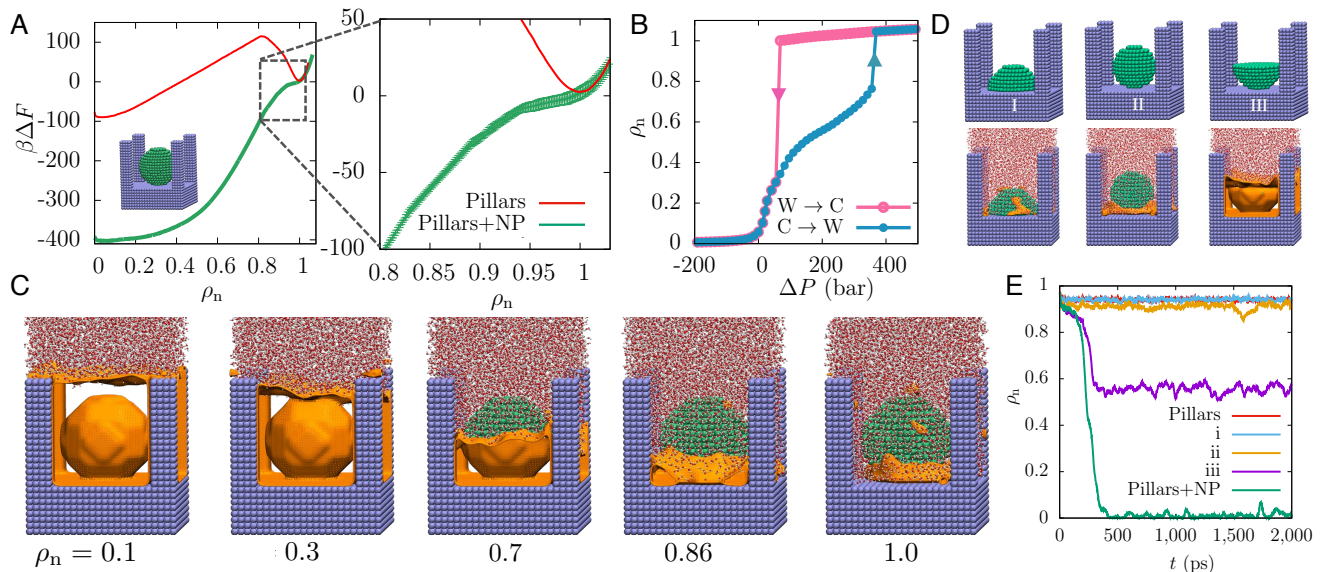 A
βΔF
100
0
-100
-200
-300
-400
0 0.2 0.4 0.6 0.8 1
ρn
50
0
-50
-100
Pillars
Pillars+NP
0.8 0.85 0.9 0.95 1
ρn
B
ρn
1
0.8
0.6
0.4
0.2
0
W → C
C → W
-200 0 200 400
ΔP (bar)
D
I II III
C
ρn = 0.1 0.3 0.7 0.86 1.0
E
ρn
1
0.8
0.6
0.4
0.2
0
Pillars
i
ii
iii
Pillars+NP
0 500 1,000 1,500 2,000
t (ps)